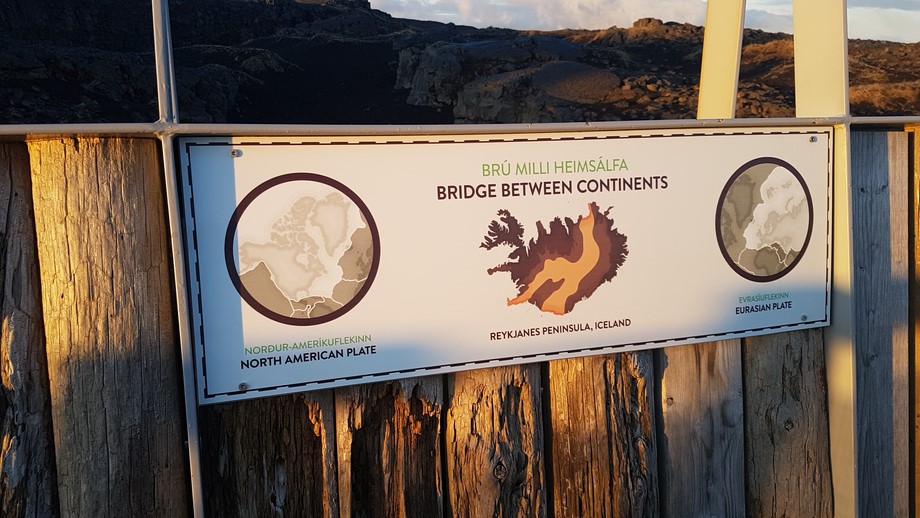 BRÚ MILLI HEIMSÁLFA
BRIDGE BETWEEN CONTINENTS
NORÐUR-AMERÍKUFLEKINN
NORTH AMERICAN PLATE
REYKJANES PENINSULA, ICELAND
EVRASÍUFLEKINN
EURASIAN PLATE